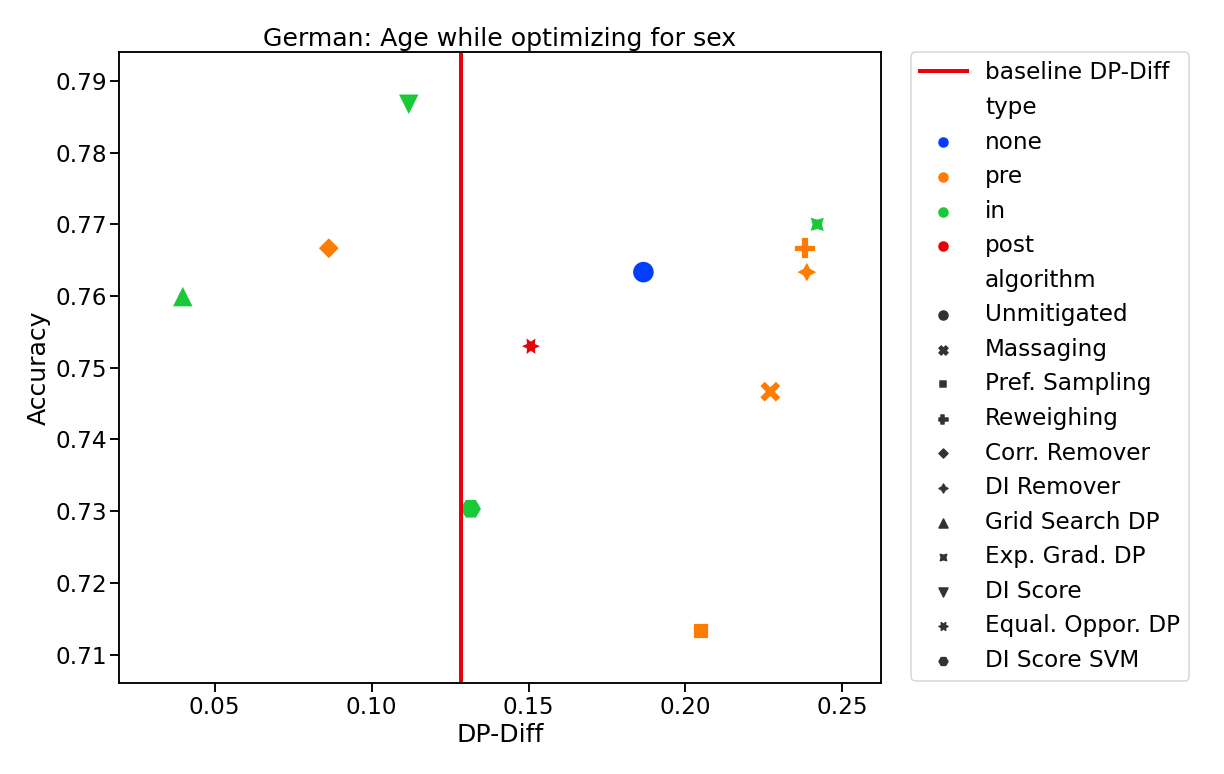 German: Age while optimizing for sex
Accuracy
0.79
0.78
0.77
0.76
0.75
0.74
0.73
0.72
0.71
0.05
0.10
0.15
0.20
0.25
DP-Diff
baseline DP-Diff
type
none
pre
in
post
algorithm
Unmitigated
Massaging
Pref. Sampling
Reweighing
Corr. Remover
DI Remover
Grid Search DP
Exp. Grad. DP
DI Score
Equal. Oppor. DP
DI Score SVM